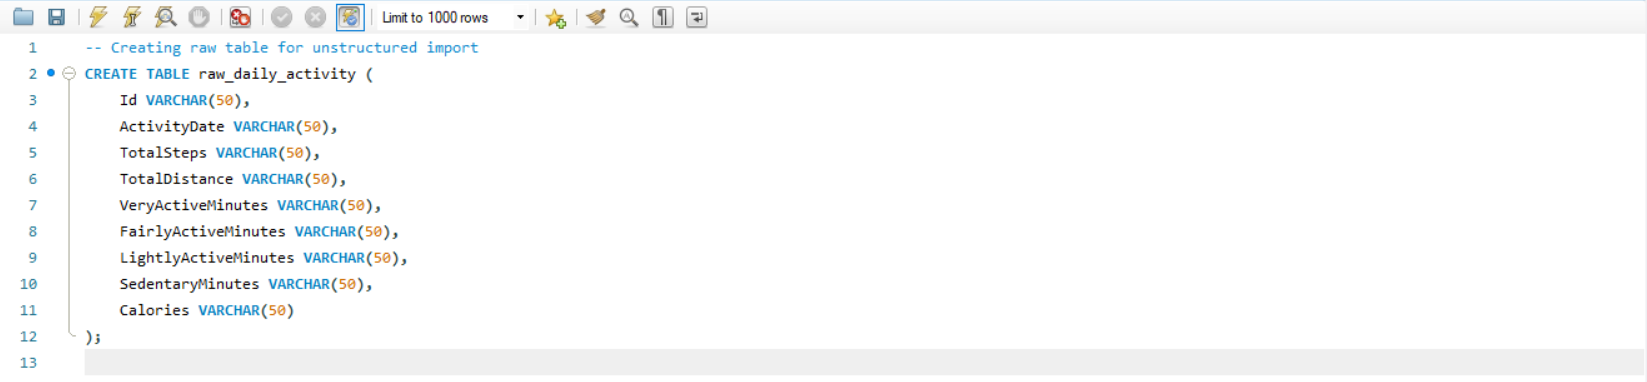 Limit to 1000 rows
1 -- Creating raw table for unstructured import
2 CREATE TABLE raw_daily_activity (
3 Id VARCHAR(50),
4 ActivityDate VARCHAR(50),
5 TotalSteps VARCHAR(50),
6 TotalDistance VARCHAR(50),
7 VeryActiveMinutes VARCHAR(50),
8 FairlyActiveMinutes VARCHAR(50),
9 LightlyActiveMinutes VARCHAR(50),
10 SedentaryMinutes VARCHAR(50),
11 Calories VARCHAR(50)
12 );
13